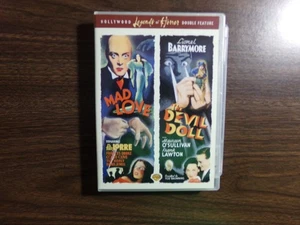 HOLLYWOOD Legends of Horror DOUBLE FEATURE
MAD
LOVE
LORRE
Lionel
BARRYMORE
THE
DEVIL
DOLL
Maureen
O'SULLIVAN
Frank
LAWTON